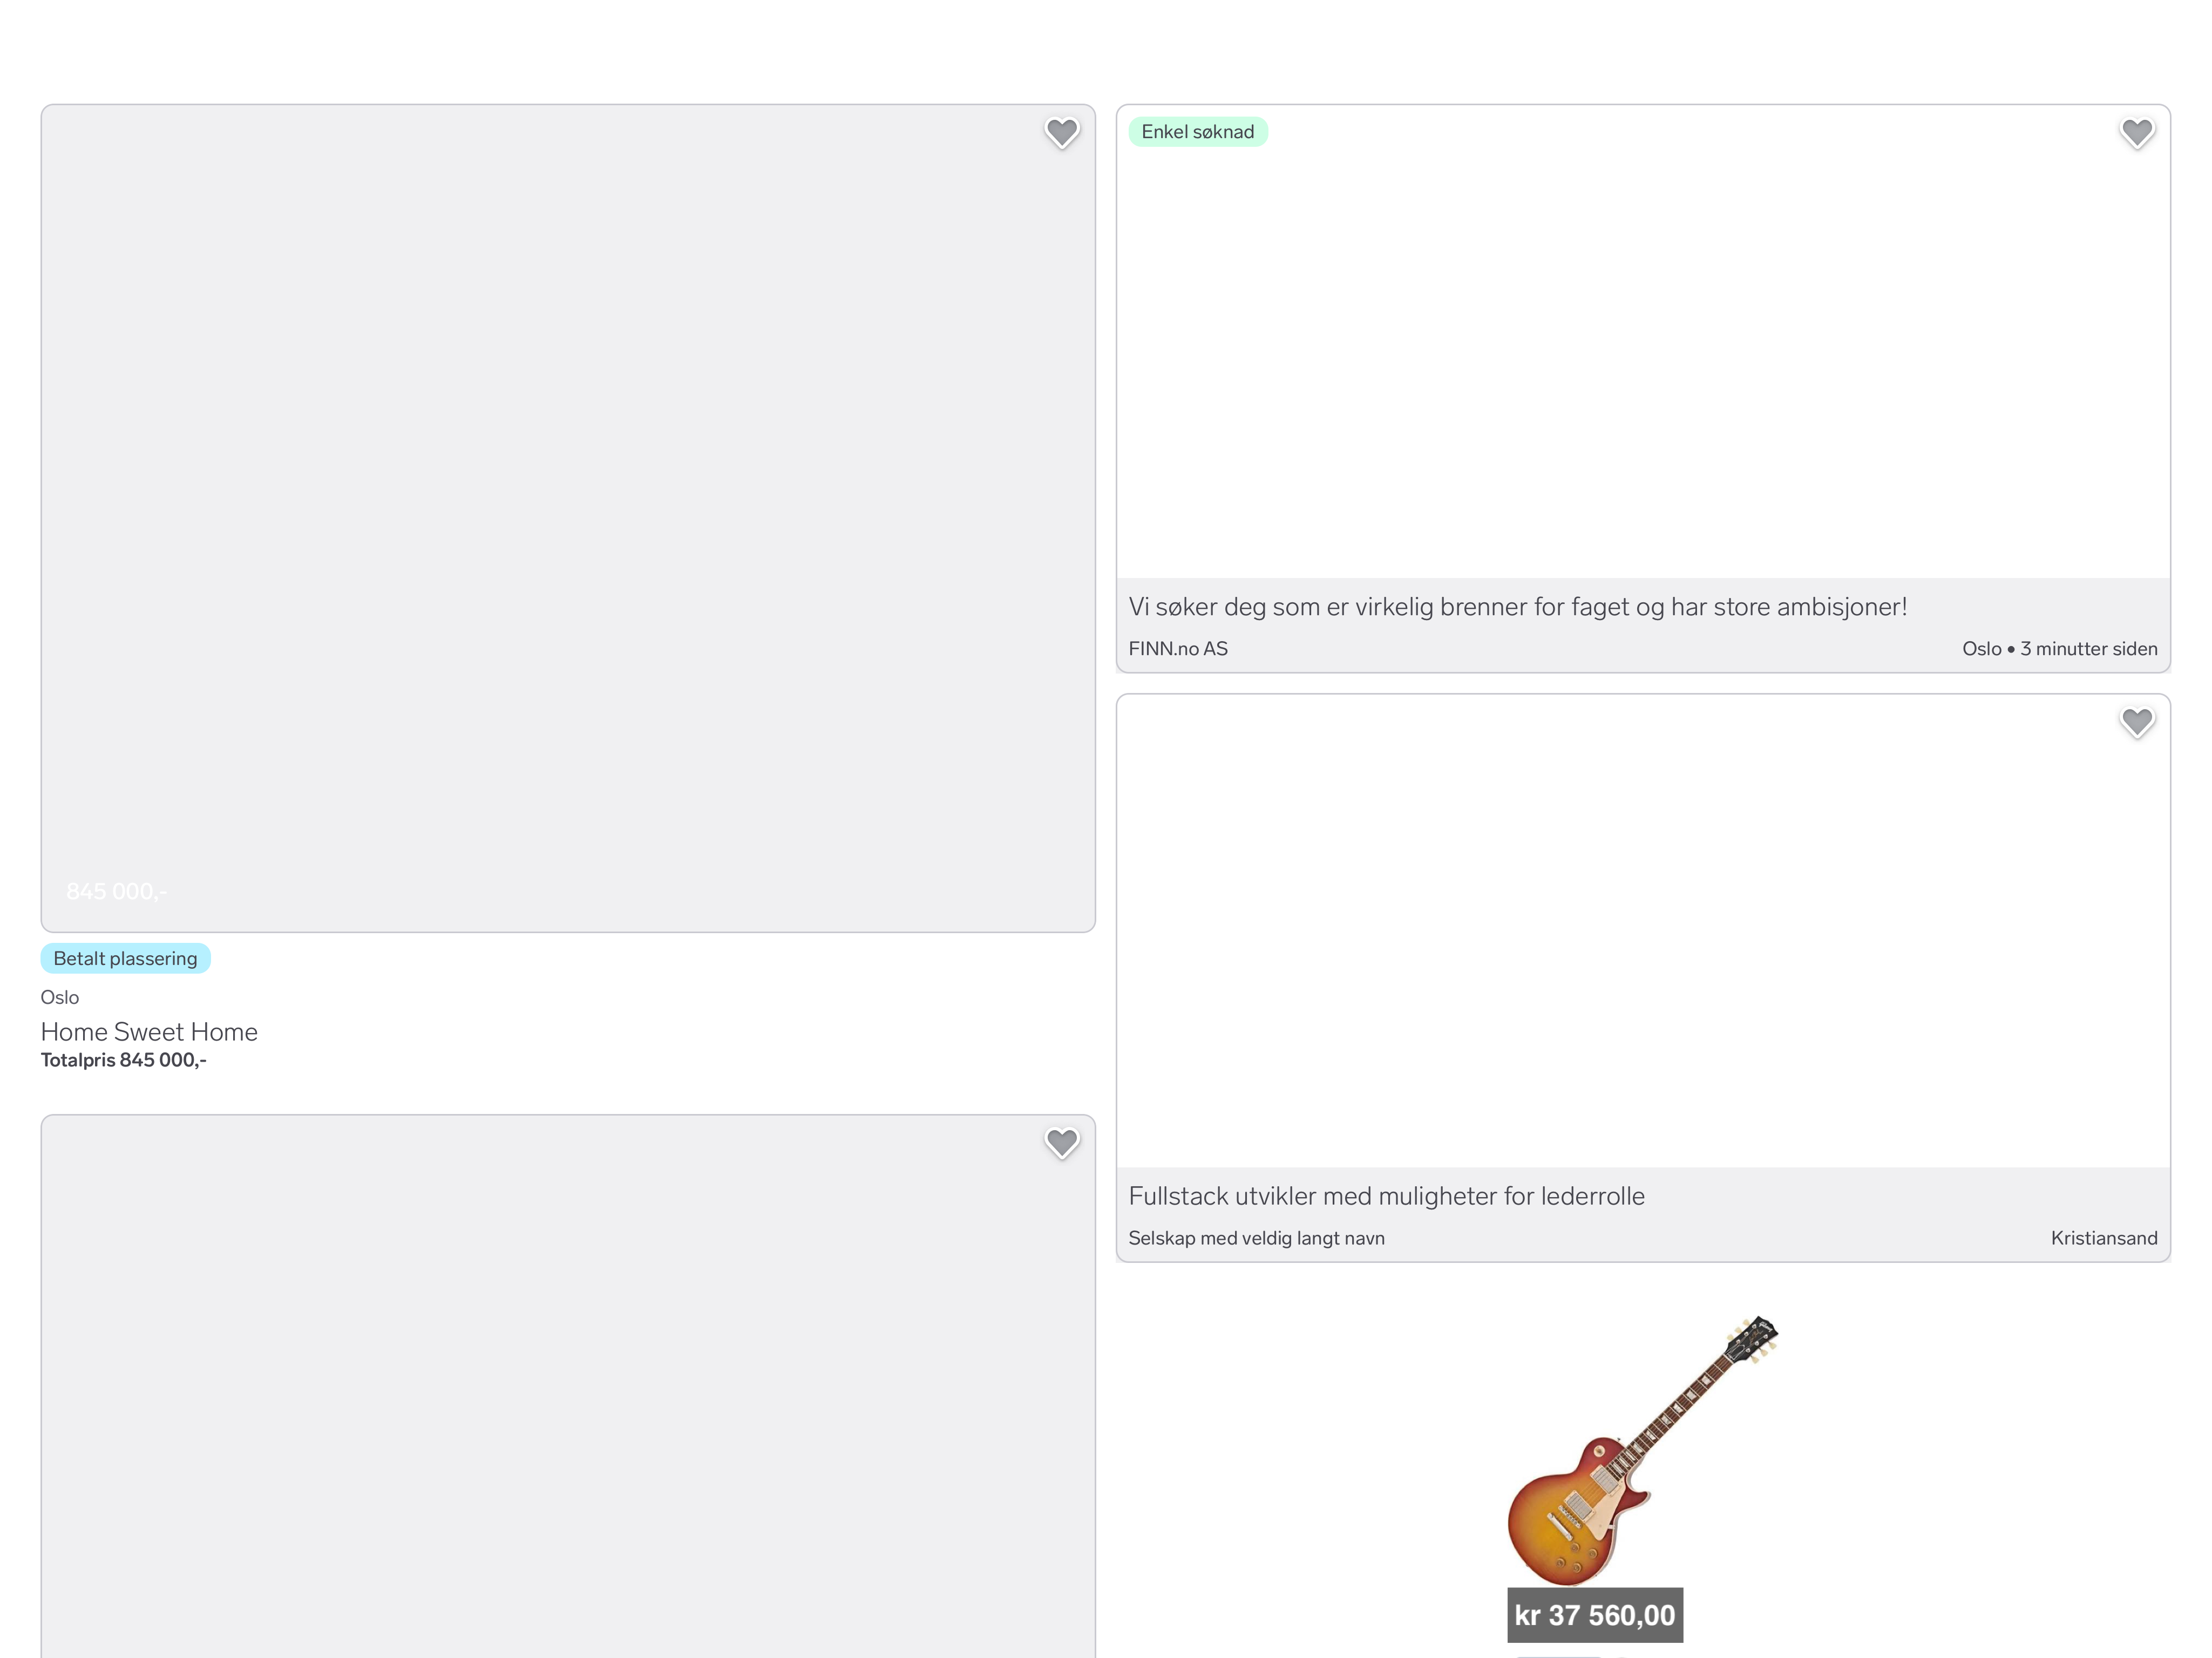 845 000,-
Betalt plassering
Oslo
Home Sweet Home
Totalpris 845 000,-
Enkel søknad
Vi søker deg som er virkelig brenner for faget og har store ambisjoner!
FINN.no AS
Oslo • 3 minutter siden
Fullstack utvikler med muligheter for lederrolle
Selskap med veldig langt navn
Kristiansand
kr 37 560,00